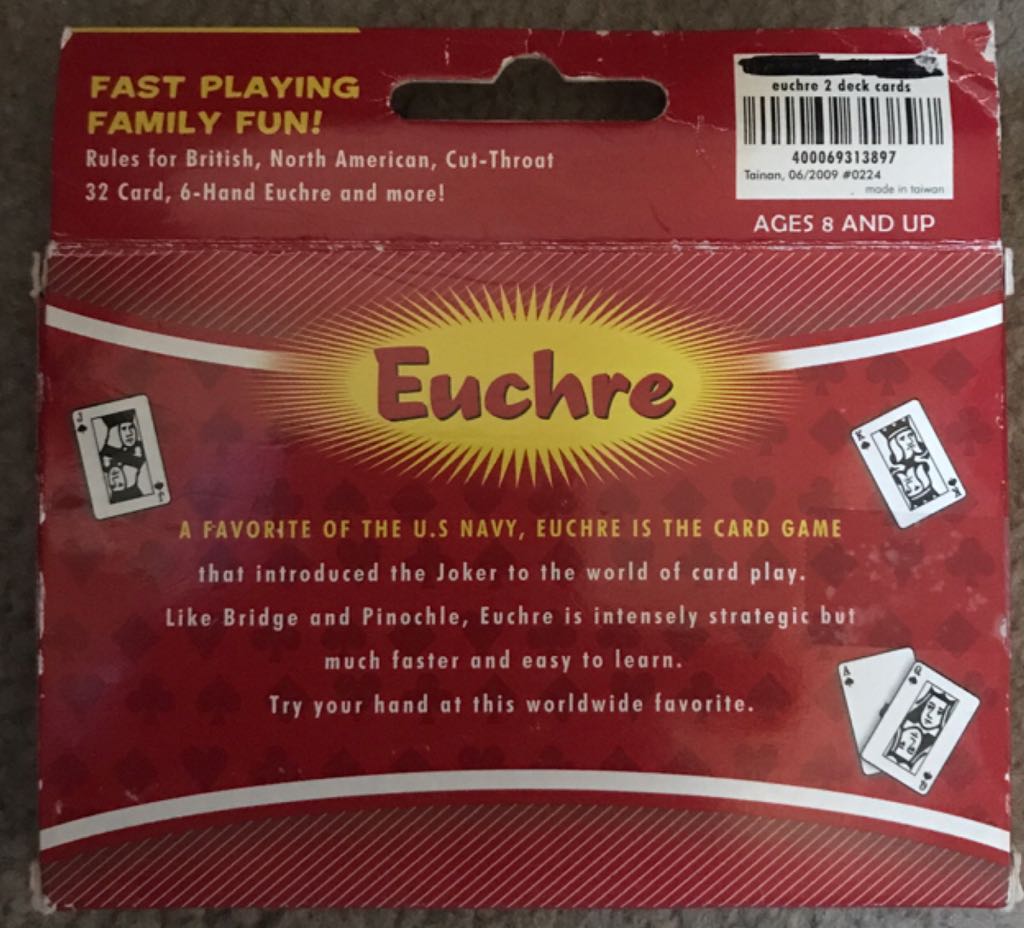 FAST PLAYING
FAMILY FUN!
Rules for British, North American, Cut-Throat
32 Card, 6-Hand Euchre and more!
euchre 2 deck cards
400069313897
Tainan, 06/2009 #0224
made in taiwan
AGES 8 AND UP
Euchre
J
J
K
K
A FAVORITE OF THE U.S NAVY, EUCHRE IS THE CARD GAME
that introduced the Joker to the world of card play.
Like Bridge and Pinochle, Euchre is intensely strategic but
much faster and easy to learn.
Try your hand at this worldwide favorite.
A
Q
Q